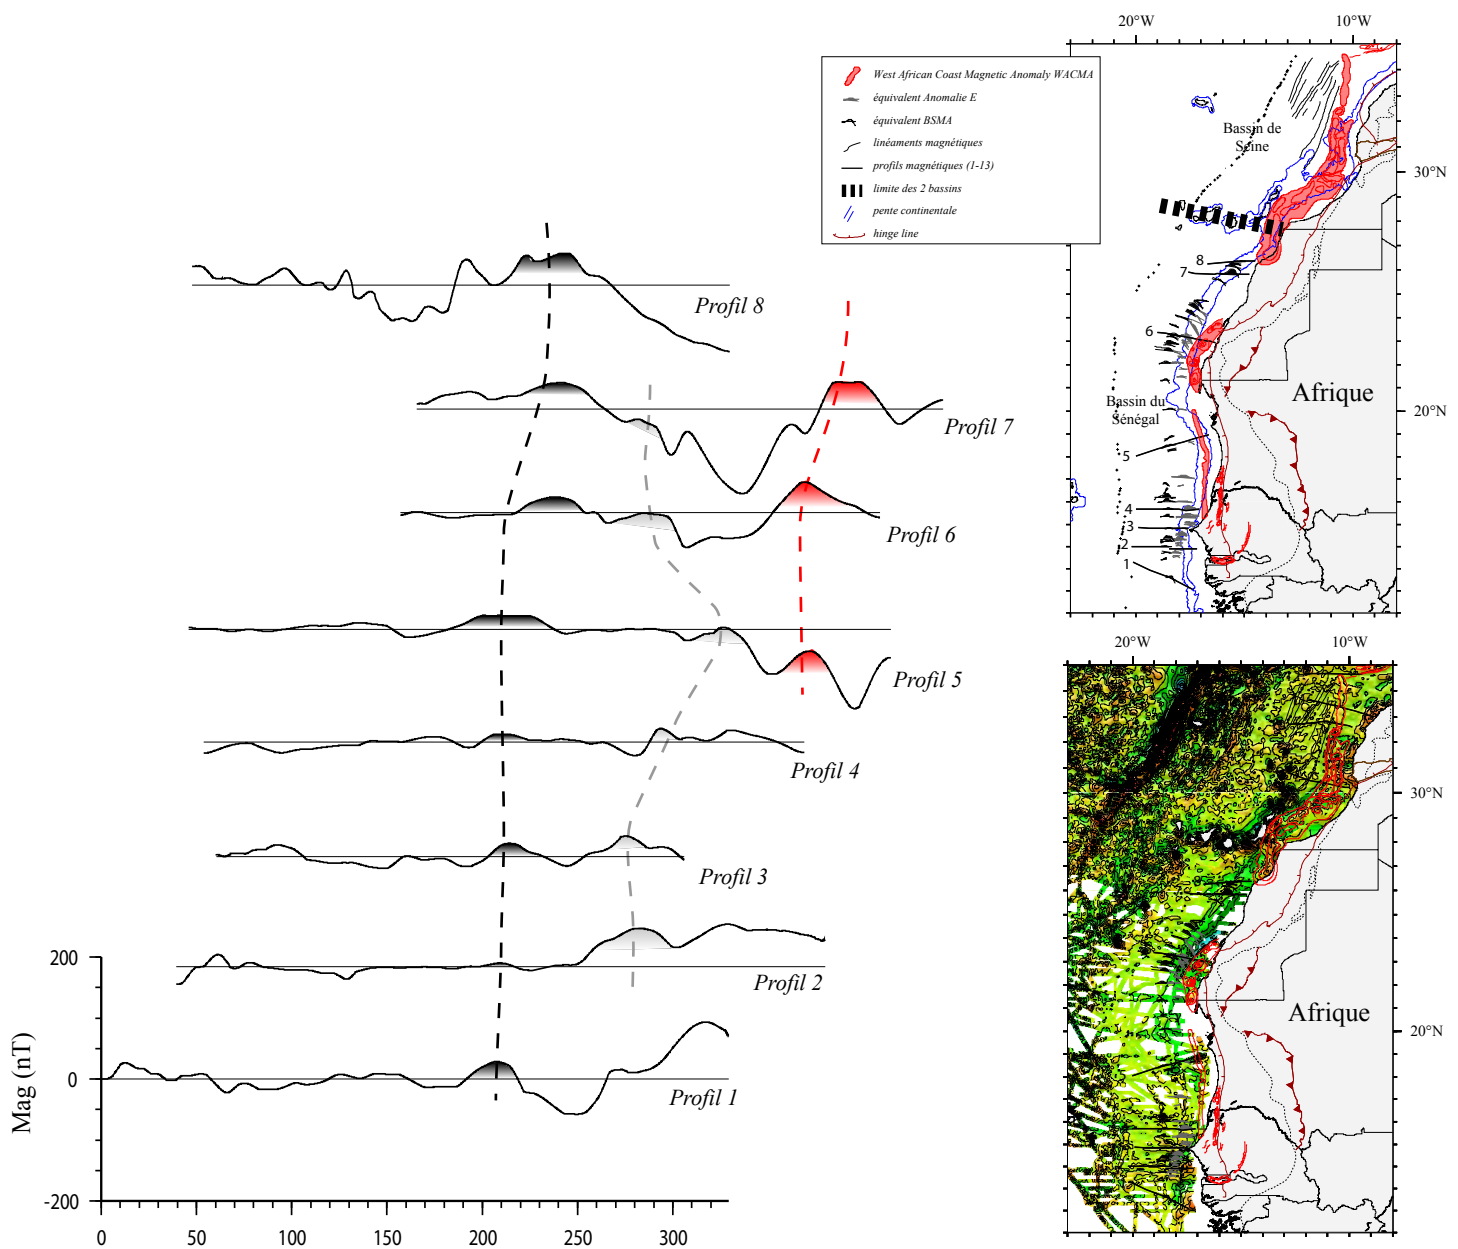 20°W
10°W
West African Coast Magnetic Anomaly WACMA
équivalent Anomalie E
équivalent BSMA
linéaments magnétiques
profils magnétiques (1-13)
limite des 2 bassins
pente continentale
hinge line
Bassin de
Seine
30°N
8
7
6
Afrique
20°N
Bassin du
Sénégal
5
4
3
2
1
Profil 8
Profil 7
Profil 6
Profil 5
Profil 4
Profil 3
Profil 2
Profil 1
200
0
-200
Mag (nT)
0
50
100
150
200
250
300
20°W
10°W
30°N
Afrique
20°N